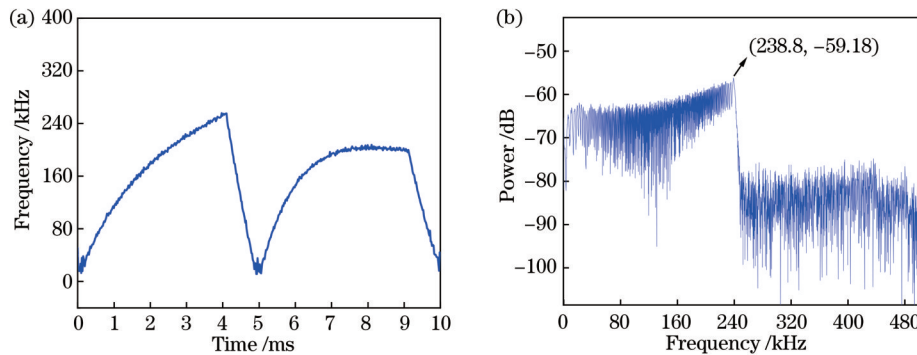 (a)
400
320
240
160
80
0
Frequency /kHz
0 1 2 3 4 5 6 7 8 9 10
Time /ms
(b)
(238.8, −59.18)
−50
−60
−70
−80
−90
−100
Power /dB
0 80 160 240 320 400 480
Frequency /kHz